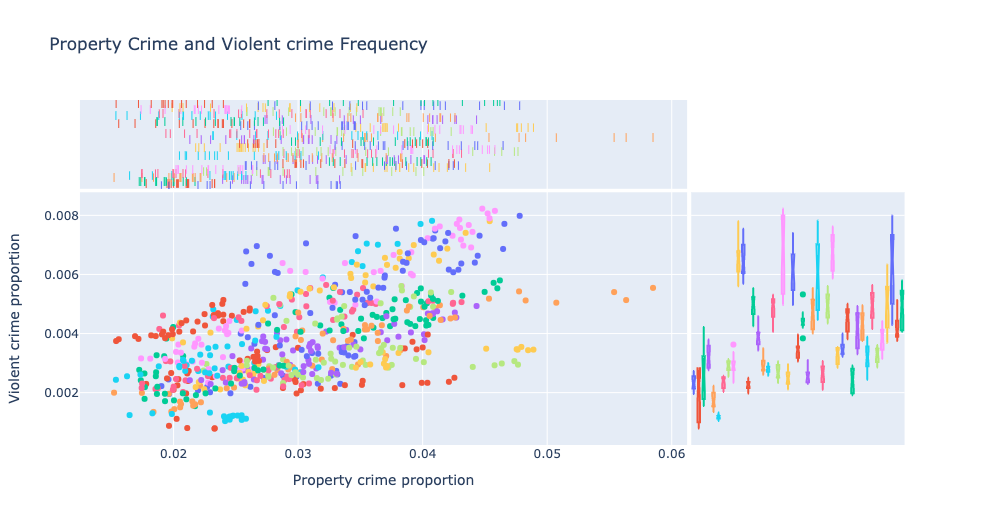 Property Crime and Violent crime Frequency
0.008
0.006
0.004
0.002
Violent crime proportion
0.02 0.03 0.04 0.05 0.06
Property crime proportion